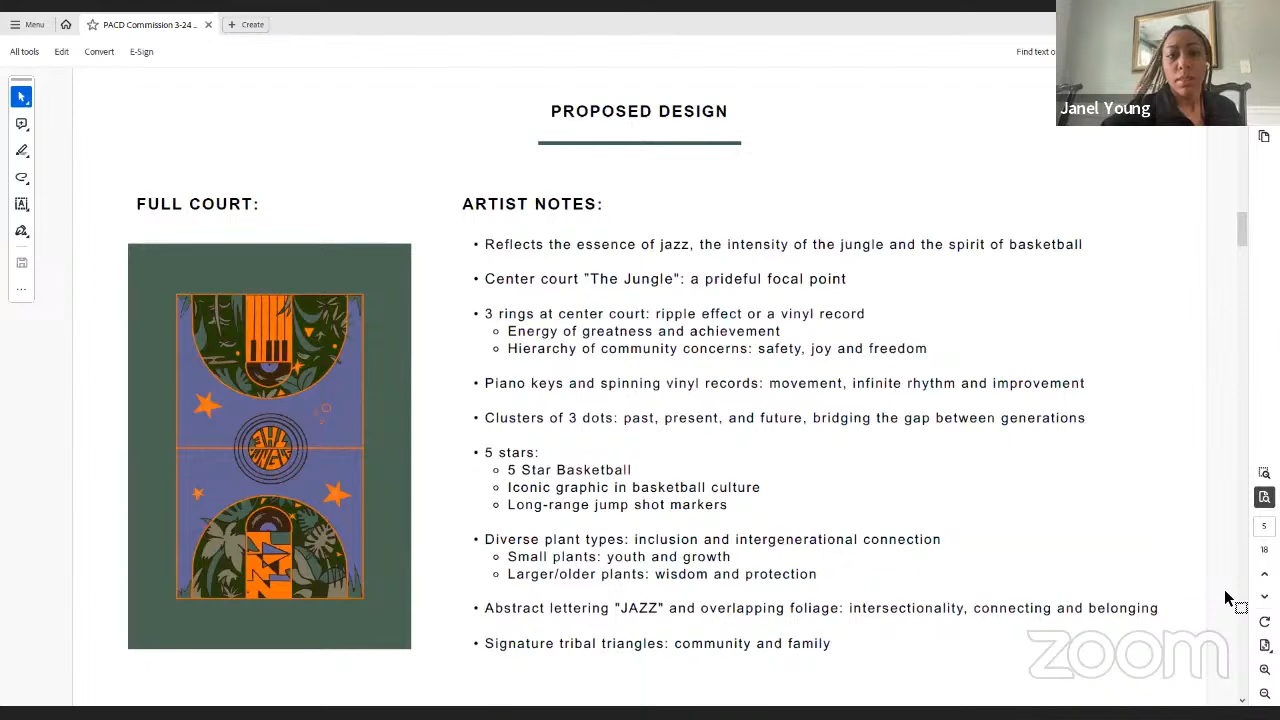 Menu
PACD Commission 3-24 ...
Create
All tools
Edit
Convert
E-Sign
Find text o
Janel Young
PROPOSED DESIGN
FULL COURT:
THE JUNGLE
JAZZ
ARTIST NOTES:
• Reflects the essence of jazz, the intensity of the jungle and the spirit of basketball
• Center court "The Jungle": a prideful focal point
• 3 rings at center court: ripple effect or a vinyl record
Energy of greatness and achievement
Hierarchy of community concerns: safety, joy and freedom
• Piano keys and spinning vinyl records: movement, infinite rhythm and improvement
• Clusters of 3 dots: past, present, and future, bridging the gap between generations
• 5 stars:
5 Star Basketball
Iconic graphic in basketball culture
Long-range jump shot markers
• Diverse plant types: inclusion and intergenerational connection
Small plants: youth and growth
Larger/older plants: wisdom and protection
• Abstract lettering "JAZZ" and overlapping foliage: intersectionality, connecting and belonging
• Signature tribal triangles: community and family
5
18
zoom